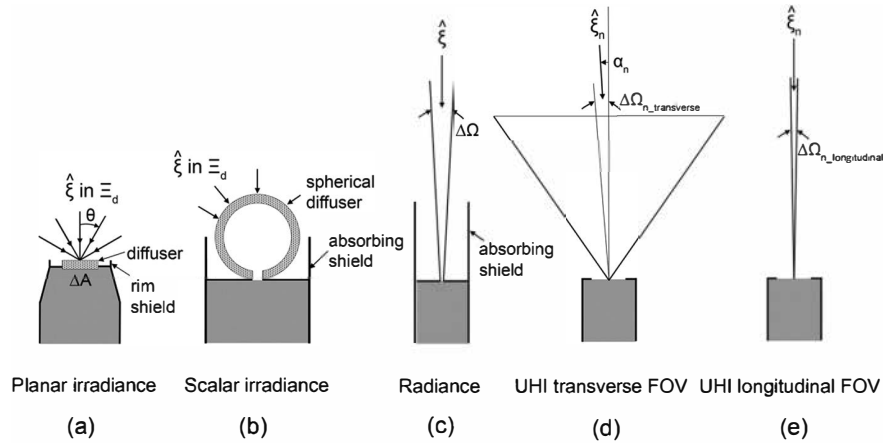 ξ̂ in Ξd
θ
diffuser
rim
shield
ΔA
Planar irradiance
(a)
ξ̂ in Ξd
spherical
diffuser
absorbing
shield
Scalar irradiance
(b)
ξ̂
ΔΩ
absorbing
shield
Radiance
(c)
ξ̂n
αn
ΔΩn_transverse
UHI transverse FOV
(d)
ξ̂n
ΔΩn_longitudinal
UHI longitudinal FOV
(e)